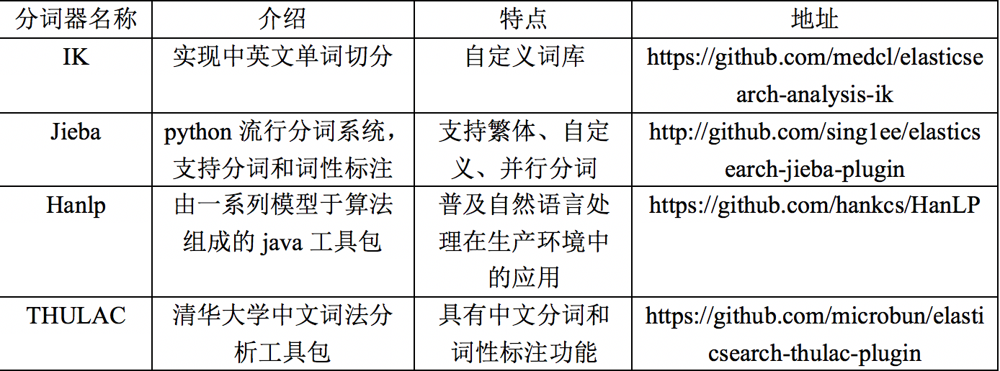 分词器名称 介绍 特点 地址
IK 实现中英文单词切分 自定义词库 https://github.com/medcl/elasticse
arch-analysis-ik
Jieba python 流行分词系统, 支持繁体、自定 http://github.com/sing1ee/elastics
支持分词和词性标注 义、并行分词 earch-jieba-plugin
Hanlp 由一系列模型于算法 普及自然语言处 https://github.com/hankcs/HanLP
组成的 java 工具包 理在生产环境中
的应用
THULAC 清华大学中文词法分 具有中文分词和 https://github.com/microbun/elasti
析工具包 词性标注功能 csearch-thulac-plugin